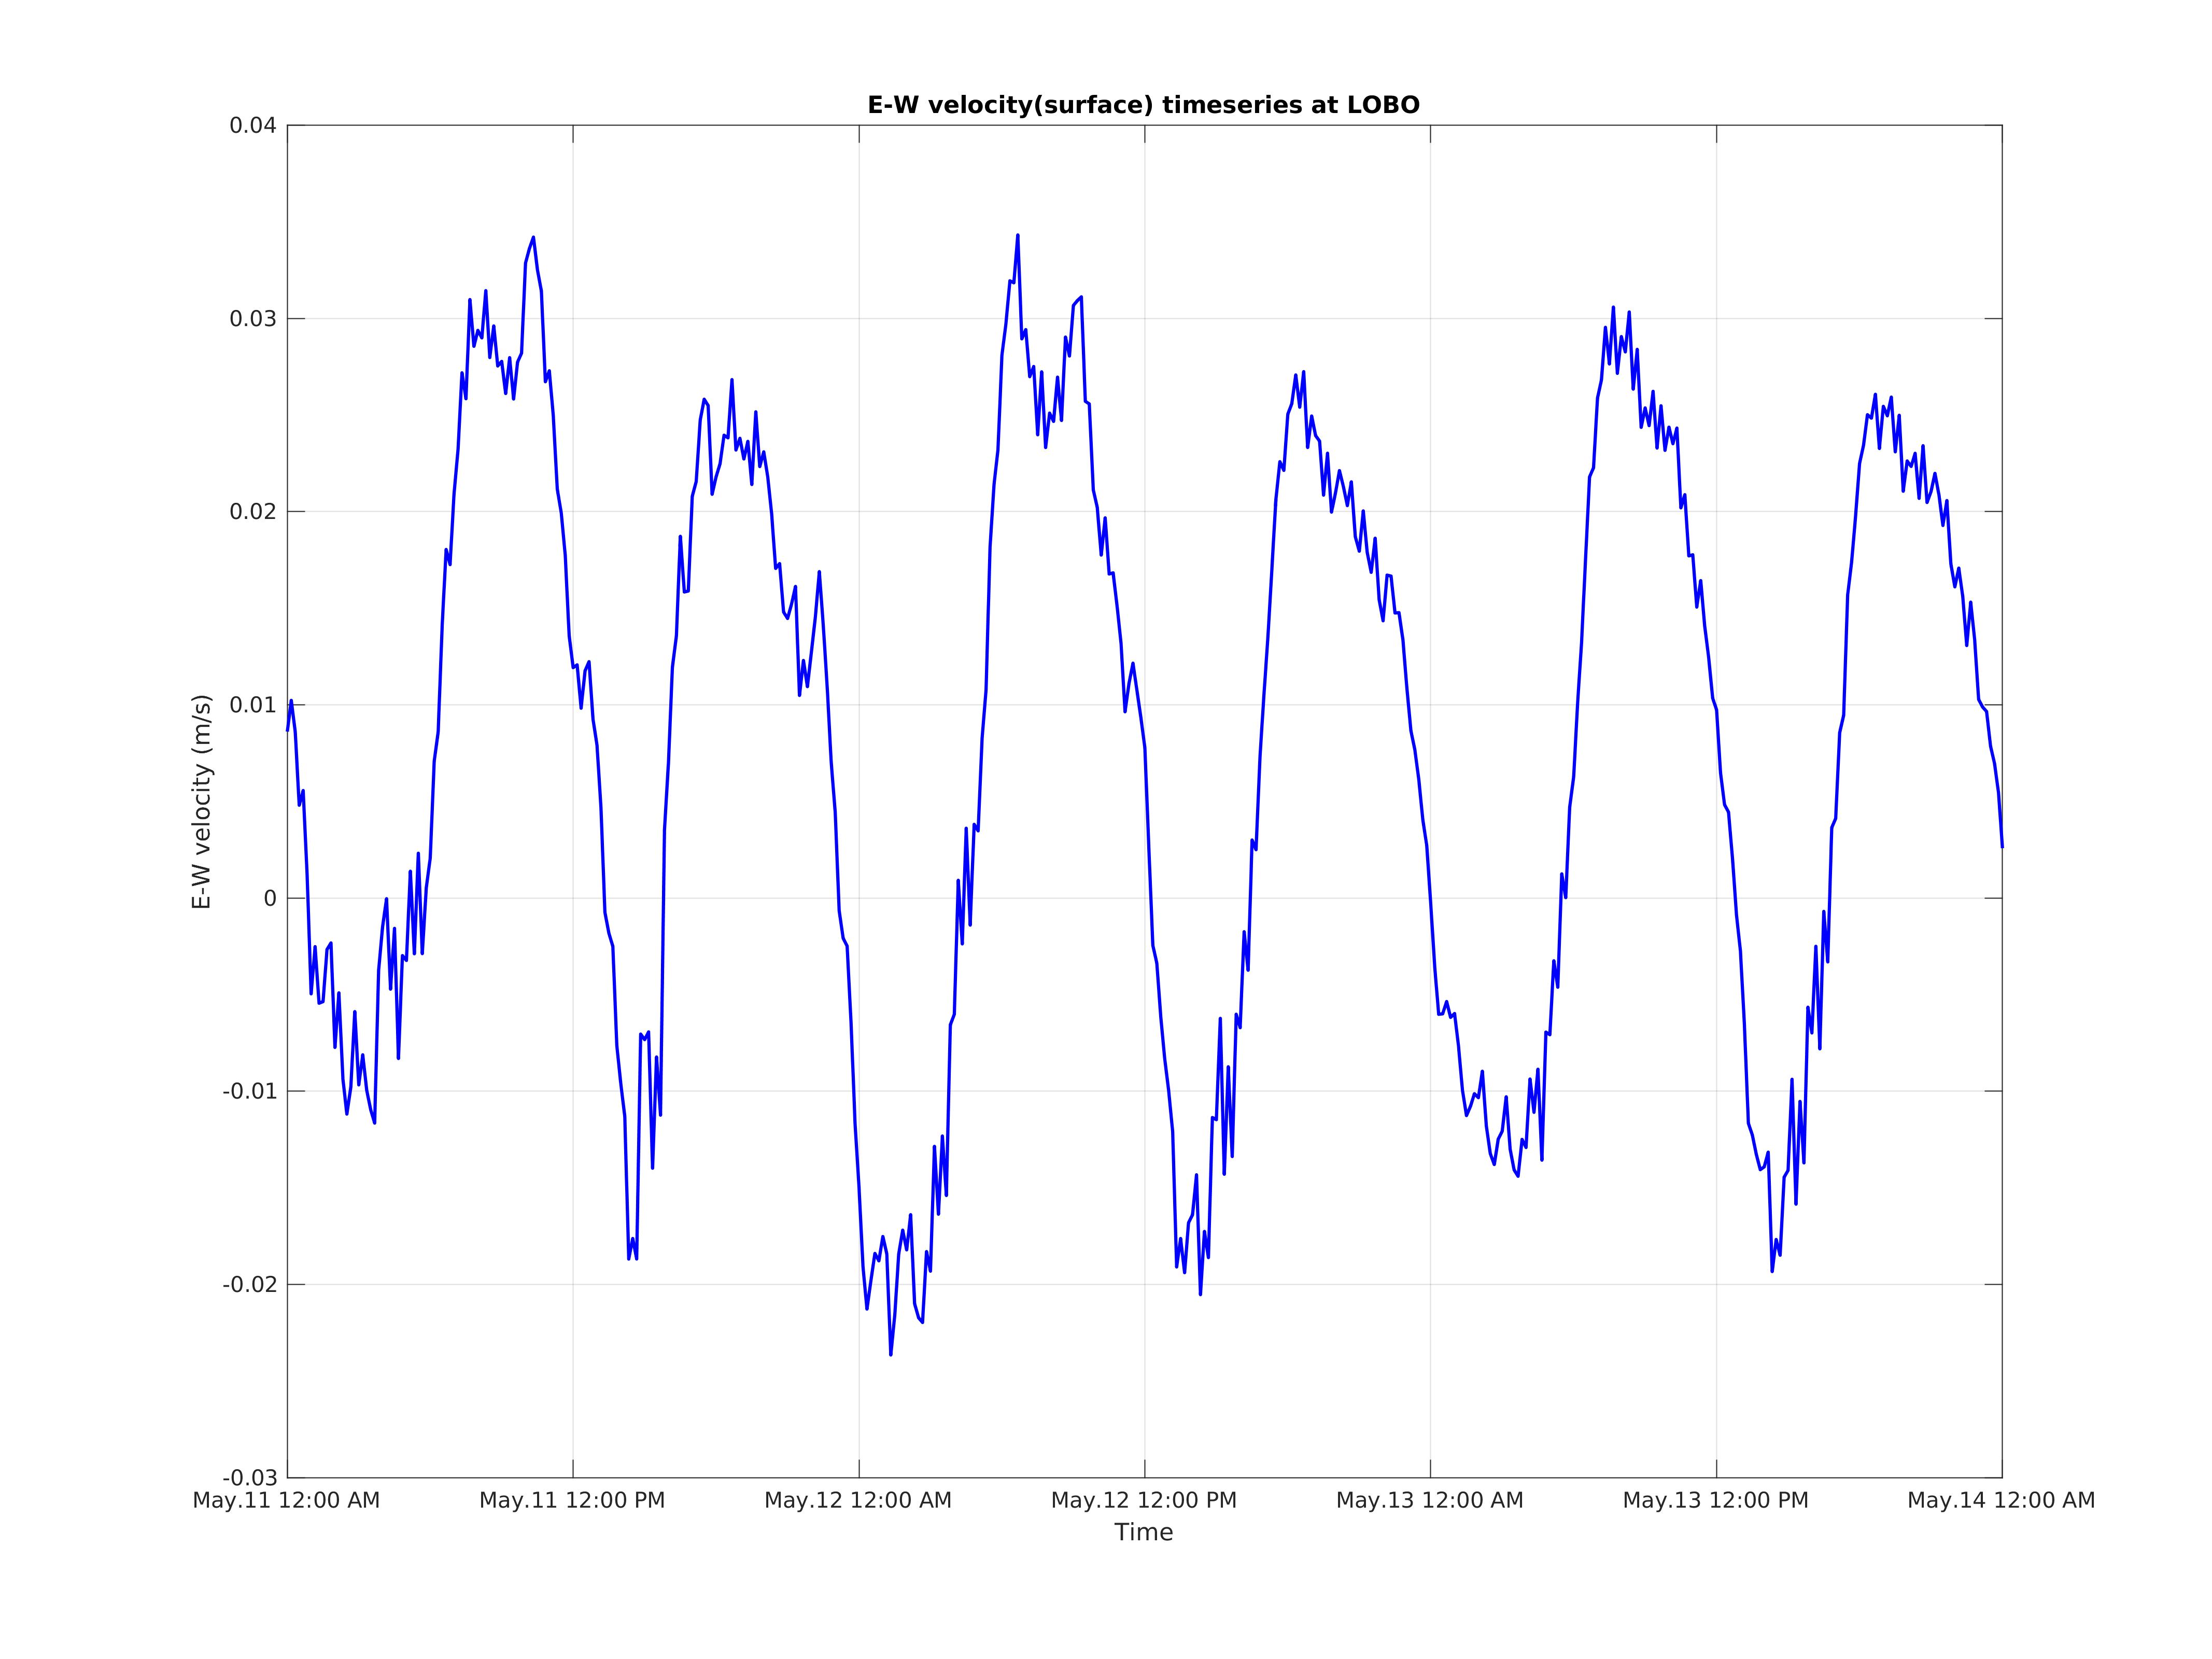 E-W velocity(surface) timeseries at LOBO
0.04
0.03
0.02
0.01
0
-0.01
-0.02
-0.03
E-W velocity (m/s)
May.11 12:00 AM May.11 12:00 PM May.12 12:00 AM May.12 12:00 PM May.13 12:00 AM May.13 12:00 PM May.14 12:00 AM
Time